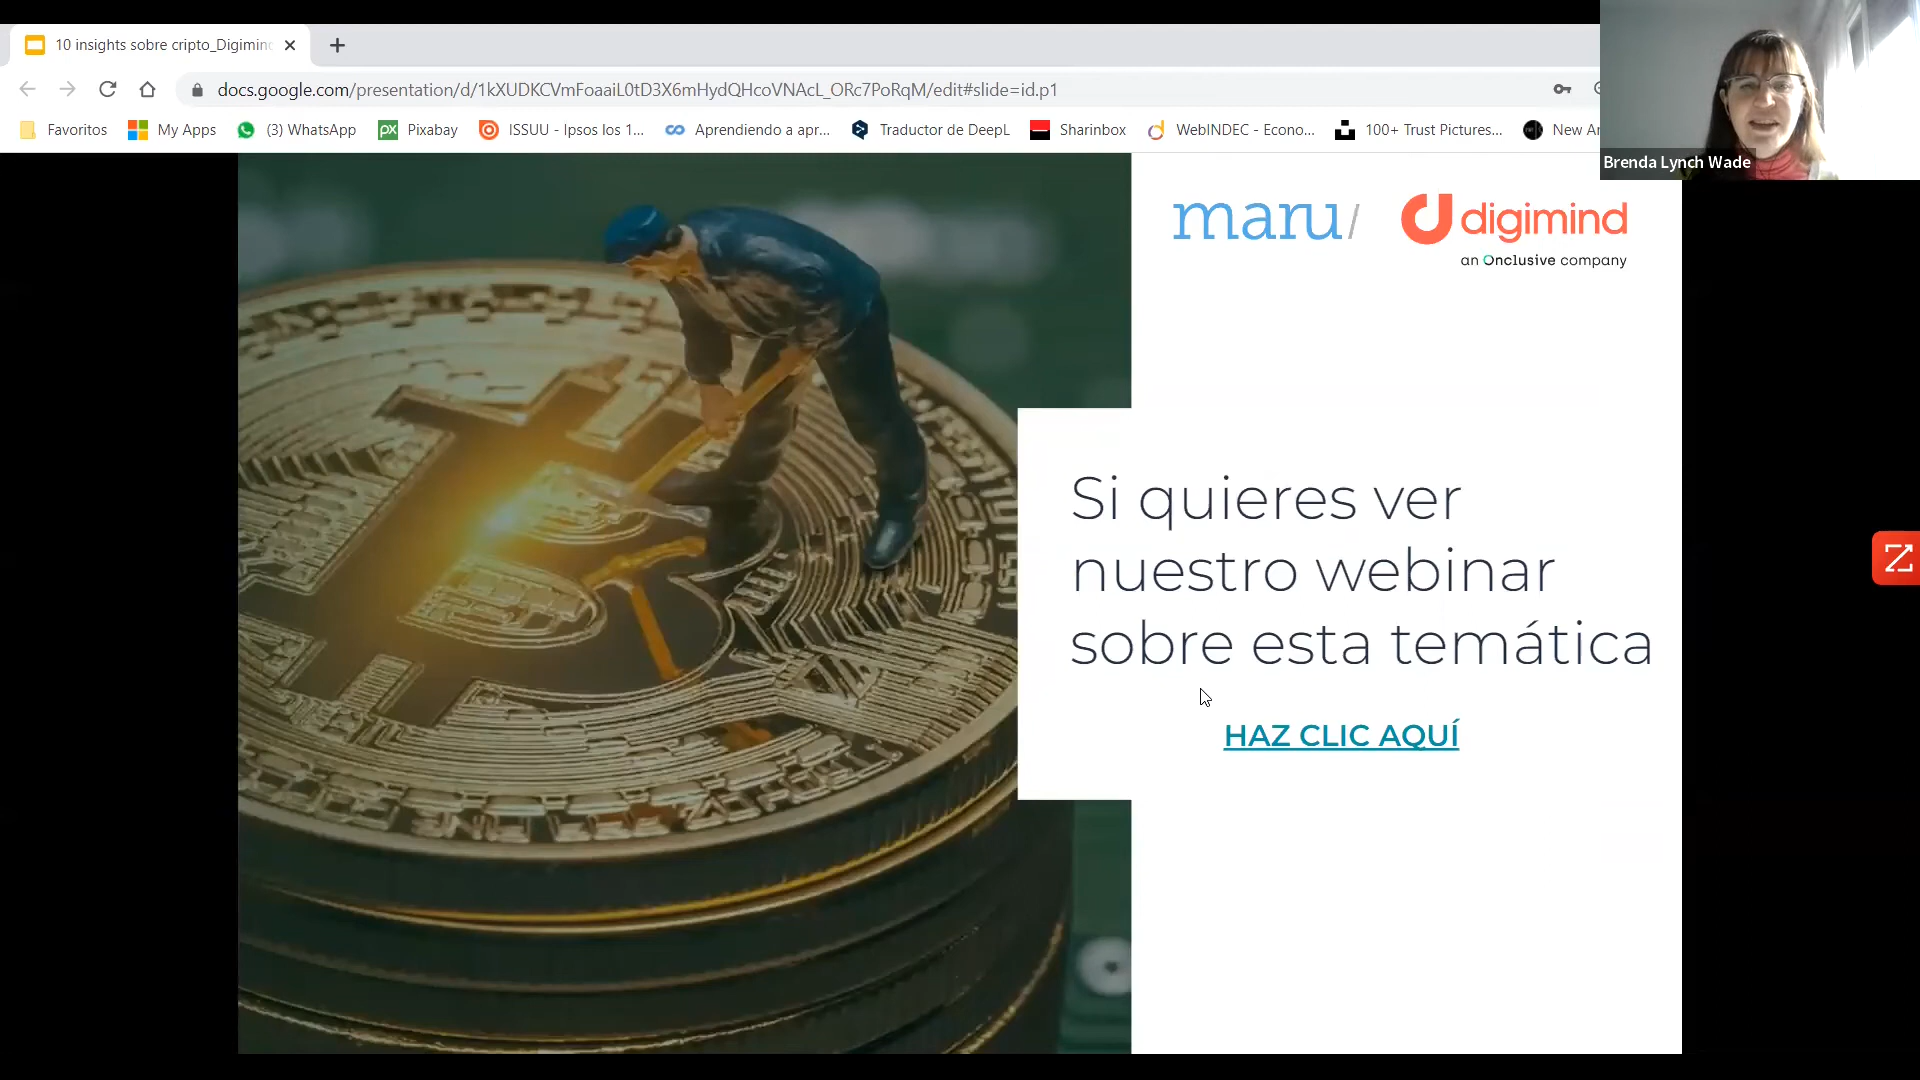 10 insights sobre cripto_Digimind
docs.google.com/presentation/d/1kXUDKCVmFoaaiL0tD3X6mHydQHcoVNAcL_ORc7PoRqM/edit#slide=id.p1
Favoritos
My Apps
(3) WhatsApp
Pixabay
ISSUU - Ipsos los 1...
Aprendiendo a apr...
Traductor de DeepL
Sharinbox
WebINDEC - Econo...
100+ Trust Pictures...
New Ar
Brenda Lynch Wade
maru/
digimind
an Onclusive company
Si quieres ver
nuestro webinar
sobre esta temática
HAZ CLIC AQUÍ